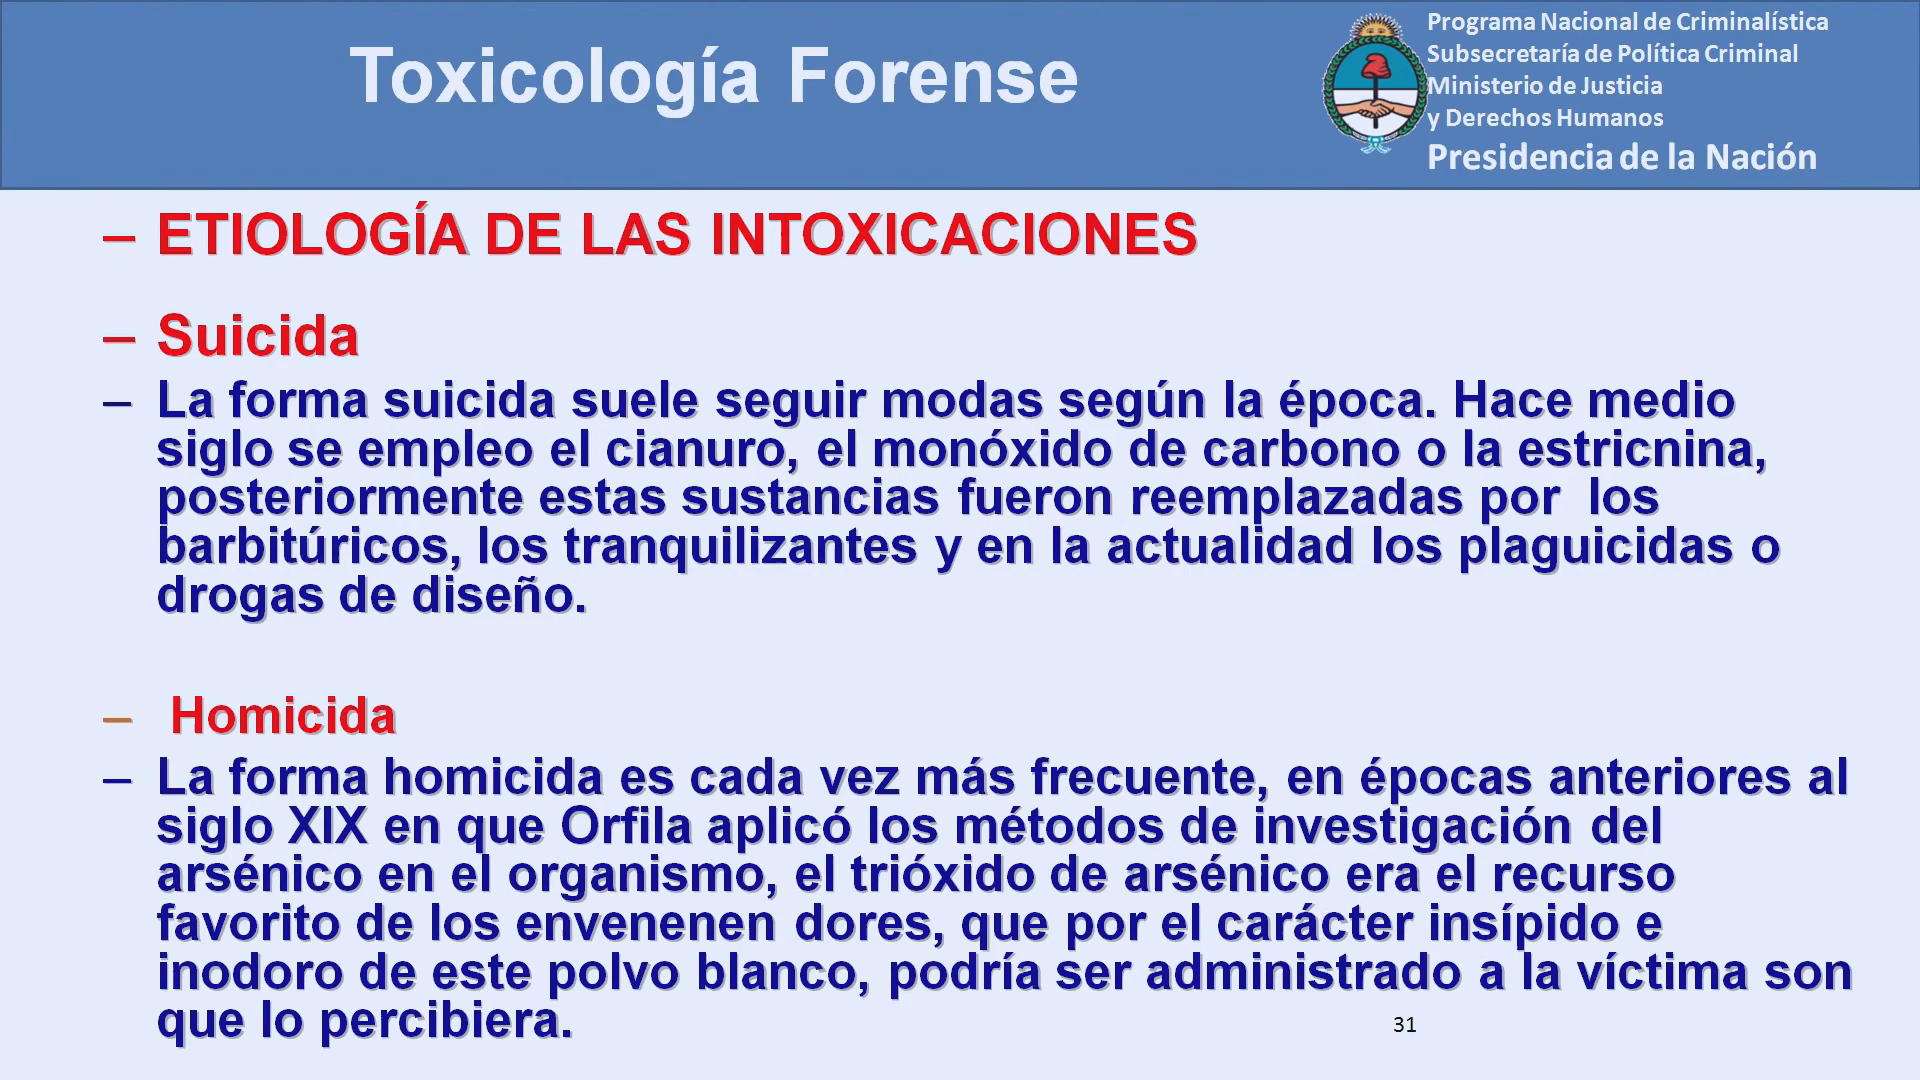 Toxicología Forense
Programa Nacional de Criminalística
Subsecretaría de Política Criminal
Ministerio de Justicia
y Derechos Humanos
Presidencia de la Nación
– ETIOLOGÍA DE LAS INTOXICACIONES
– Suicida
– La forma suicida suele seguir modas según la época. Hace medio
siglo se empleo el cianuro, el monóxido de carbono o la estricnina,
posteriormente estas sustancias fueron reemplazadas por los
barbitúricos, los tranquilizantes y en la actualidad los plaguicidas o
drogas de diseño.
– Homicida
– La forma homicida es cada vez más frecuente, en épocas anteriores al
siglo XIX en que Orfila aplicó los métodos de investigación del
arsénico en el organismo, el trióxido de arsénico era el recurso
favorito de los envenenen dores, que por el carácter insípido e
inodoro de este polvo blanco, podría ser administrado a la víctima son
que lo percibiera.
31